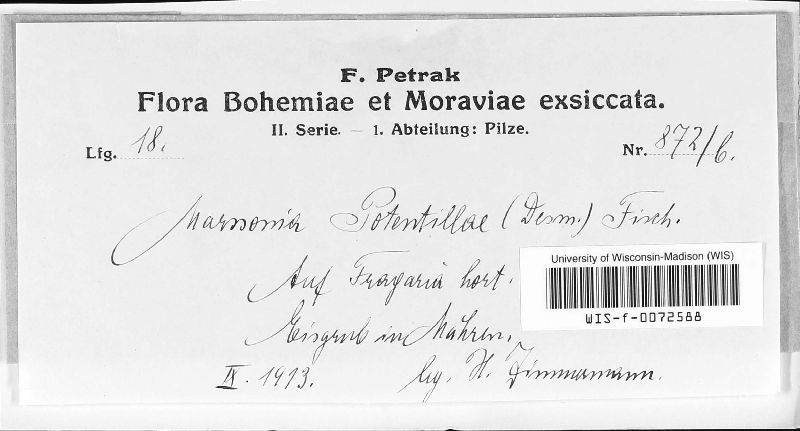 F. Petrak
Flora Bohemiae et Moraviae exsiccata.
II. Serie. — 1. Abteilung: Pilze.
Lfg. 18.
Nr. 872/b.
Marssonia Potentillae (Desm.) Fisch.
Auf Fragaria hort.
Eisgrub in Mähren.
IX. 1913.
leg. H. Zimmermann.
University of Wisconsin-Madison (WIS)
WIS-f-0072588